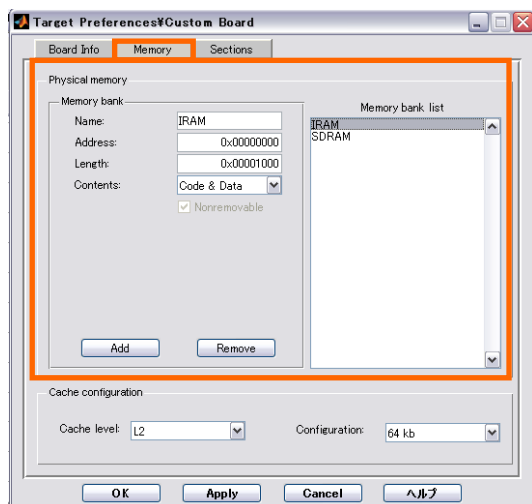 Target Preferences¥Custom Board
Board Info Memory Sections
Physical memory
Memory bank
Memory bank list
Name: IRAM
Address: 0x00000000
Length: 0x00001000
Contents: Code & Data
Nonremovable
IRAM
SDRAM
Add Remove
Cache configuration
Cache level: L2 Configuration: 64 kb
OK Apply Cancel ヘルプ